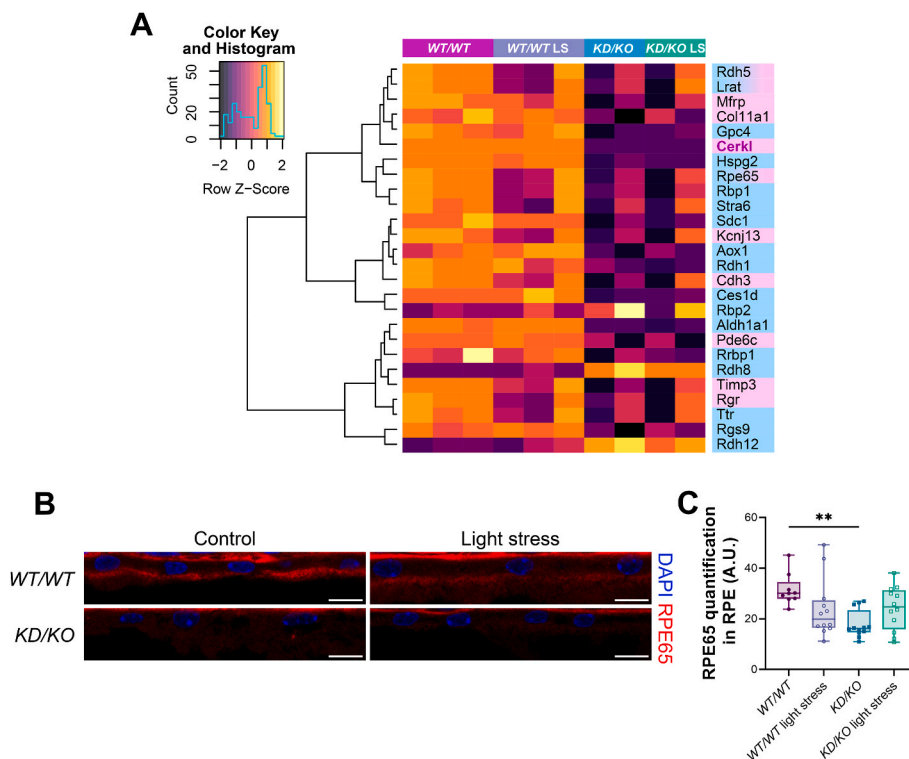 A
Color Key
and Histogram
Count
50
20
0
−2
0
1
2
Row Z−Score
WT/WT
WT/WT LS
KD/KO
KD/KO LS
Rdh5
Lrat
Mfrp
Col11a1
Gpc4
Cerkl
Hspg2
Rpe65
Rbp1
Stra6
Sdc1
Kcnj13
Aox1
Rdh1
Cdh3
Ces1d
Rbp2
Aldh1a1
Pde6c
Rrbp1
Rdh8
Timp3
Rgr
Ttr
Rgs9
Rdh12
B
Control
Light stress
WT/WT
KD/KO
DAPI RPE65
C
RPE65 quantification
in RPE (A.U.)
60
40
20
0
**
WT/WT
WT/WT light stress
KD/KO
KD/KO light stress